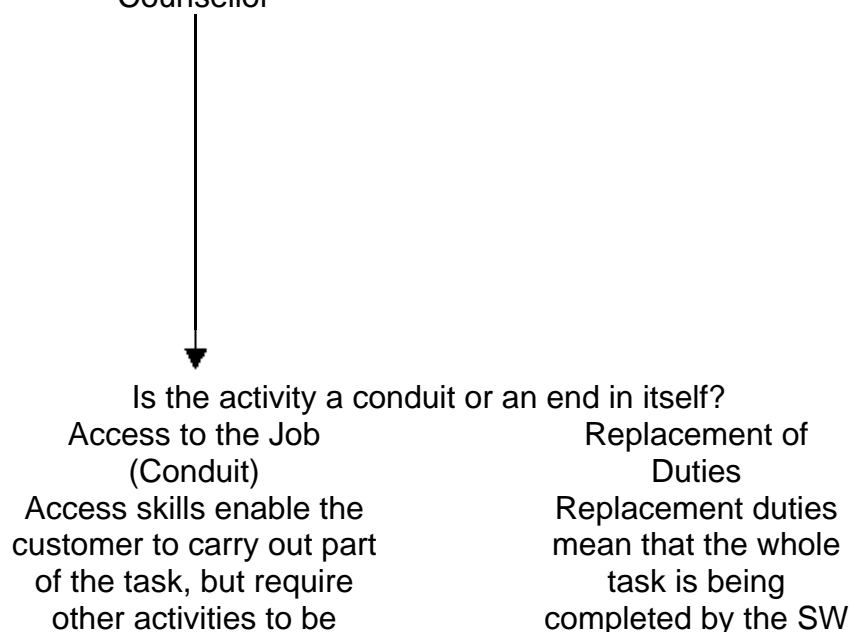 Counsellor
Is the activity a conduit or an end in itself?
Access to the Job
(Conduit)
Access skills enable the
customer to carry out part
of the task, but require
other activities to be
Replacement of
Duties
Replacement duties
mean that the whole
task is being
completed by the SW